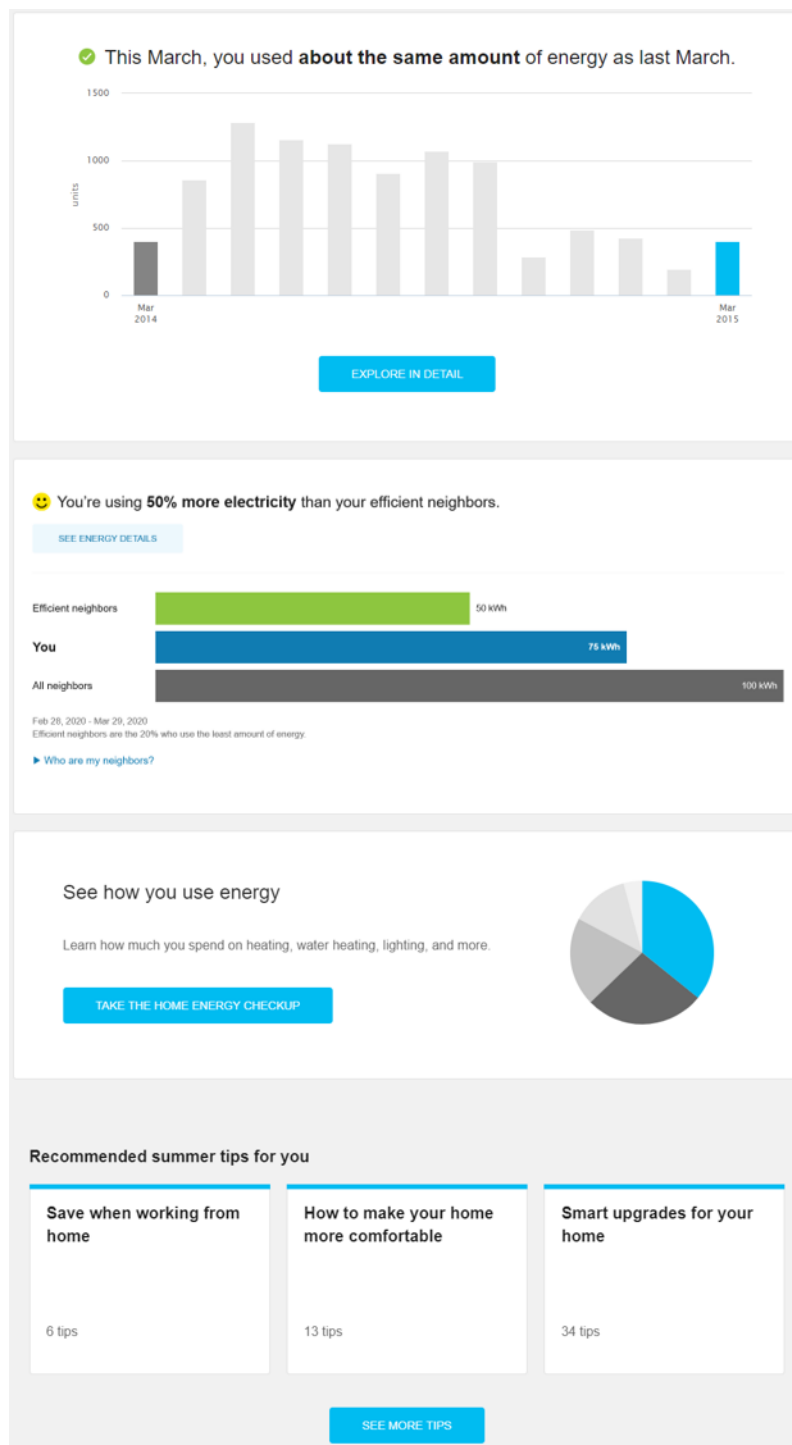 This March, you used about the same amount of energy as last March.
1500
1000
units
500
0
Mar
2014
Mar
2015
EXPLORE IN DETAIL
You're using 50% more electricity than your efficient neighbors.
SEE ENERGY DETAILS
Efficient neighbors
50 kWh
You
75 kWh
All neighbors
100 kWh
Feb 28, 2020 - Mar 29, 2020
Efficient neighbors are the 20% who use the least amount of energy.
▶ Who are my neighbors?
See how you use energy
Learn how much you spend on heating, water heating, lighting, and more.
TAKE THE HOME ENERGY CHECKUP
Recommended summer tips for you
Save when working from
home
6 tips
How to make your home
more comfortable
13 tips
Smart upgrades for your
home
34 tips
SEE MORE TIPS